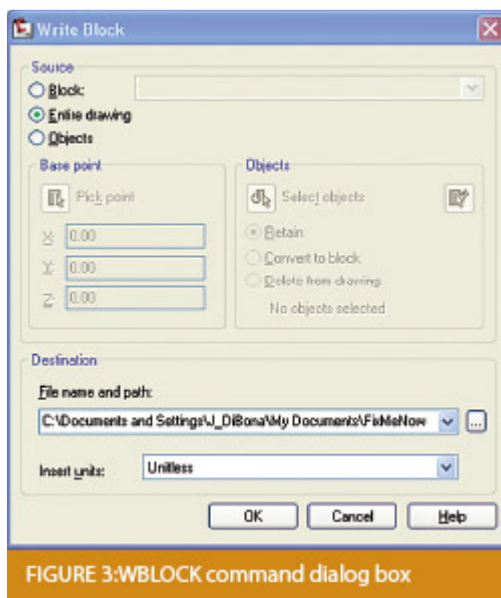 Write Block
Source
Block:
Entire drawing
Objects
Base point
Pick point
X: 0.00
Y: 0.00
Z: 0.00
Objects
Select objects
Retain
Convert to block
Delete from drawing
No objects selected
Destination
File name and path:
C:\Documents and Settings\J_DiBona\My Documents\FixMeNow
...
Insert units: Unitless
OK Cancel Help
FIGURE 3:WBLOCK command dialog box